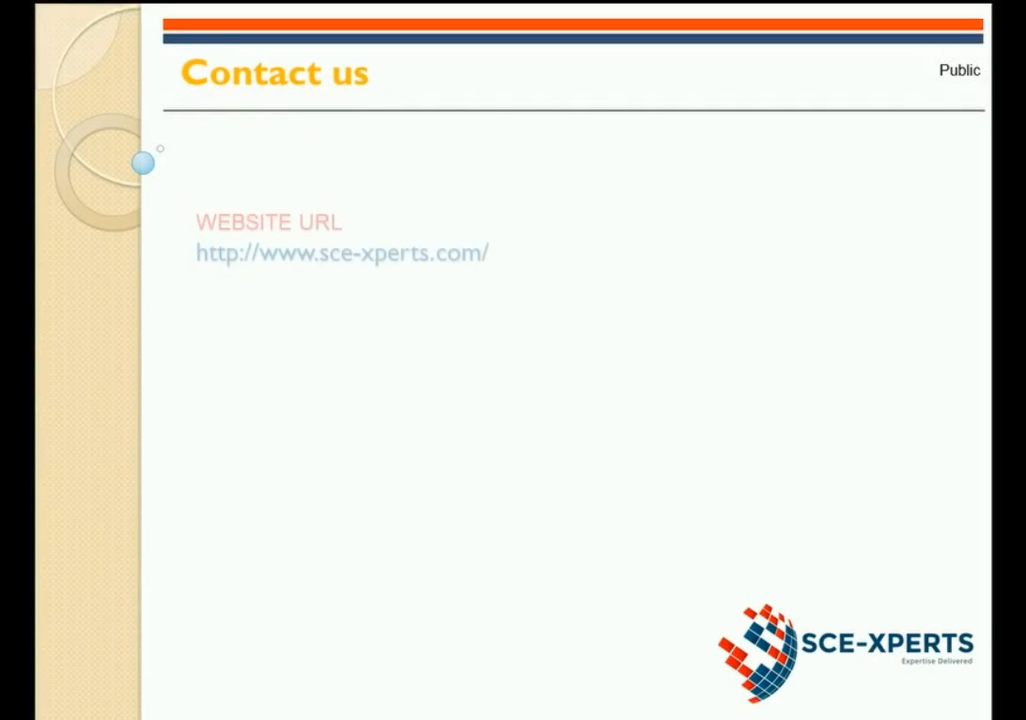 Contact us
Public
WEBSITE URL
http://www.sce-xperts.com/
SCE-XPERTS
Expertise Delivered